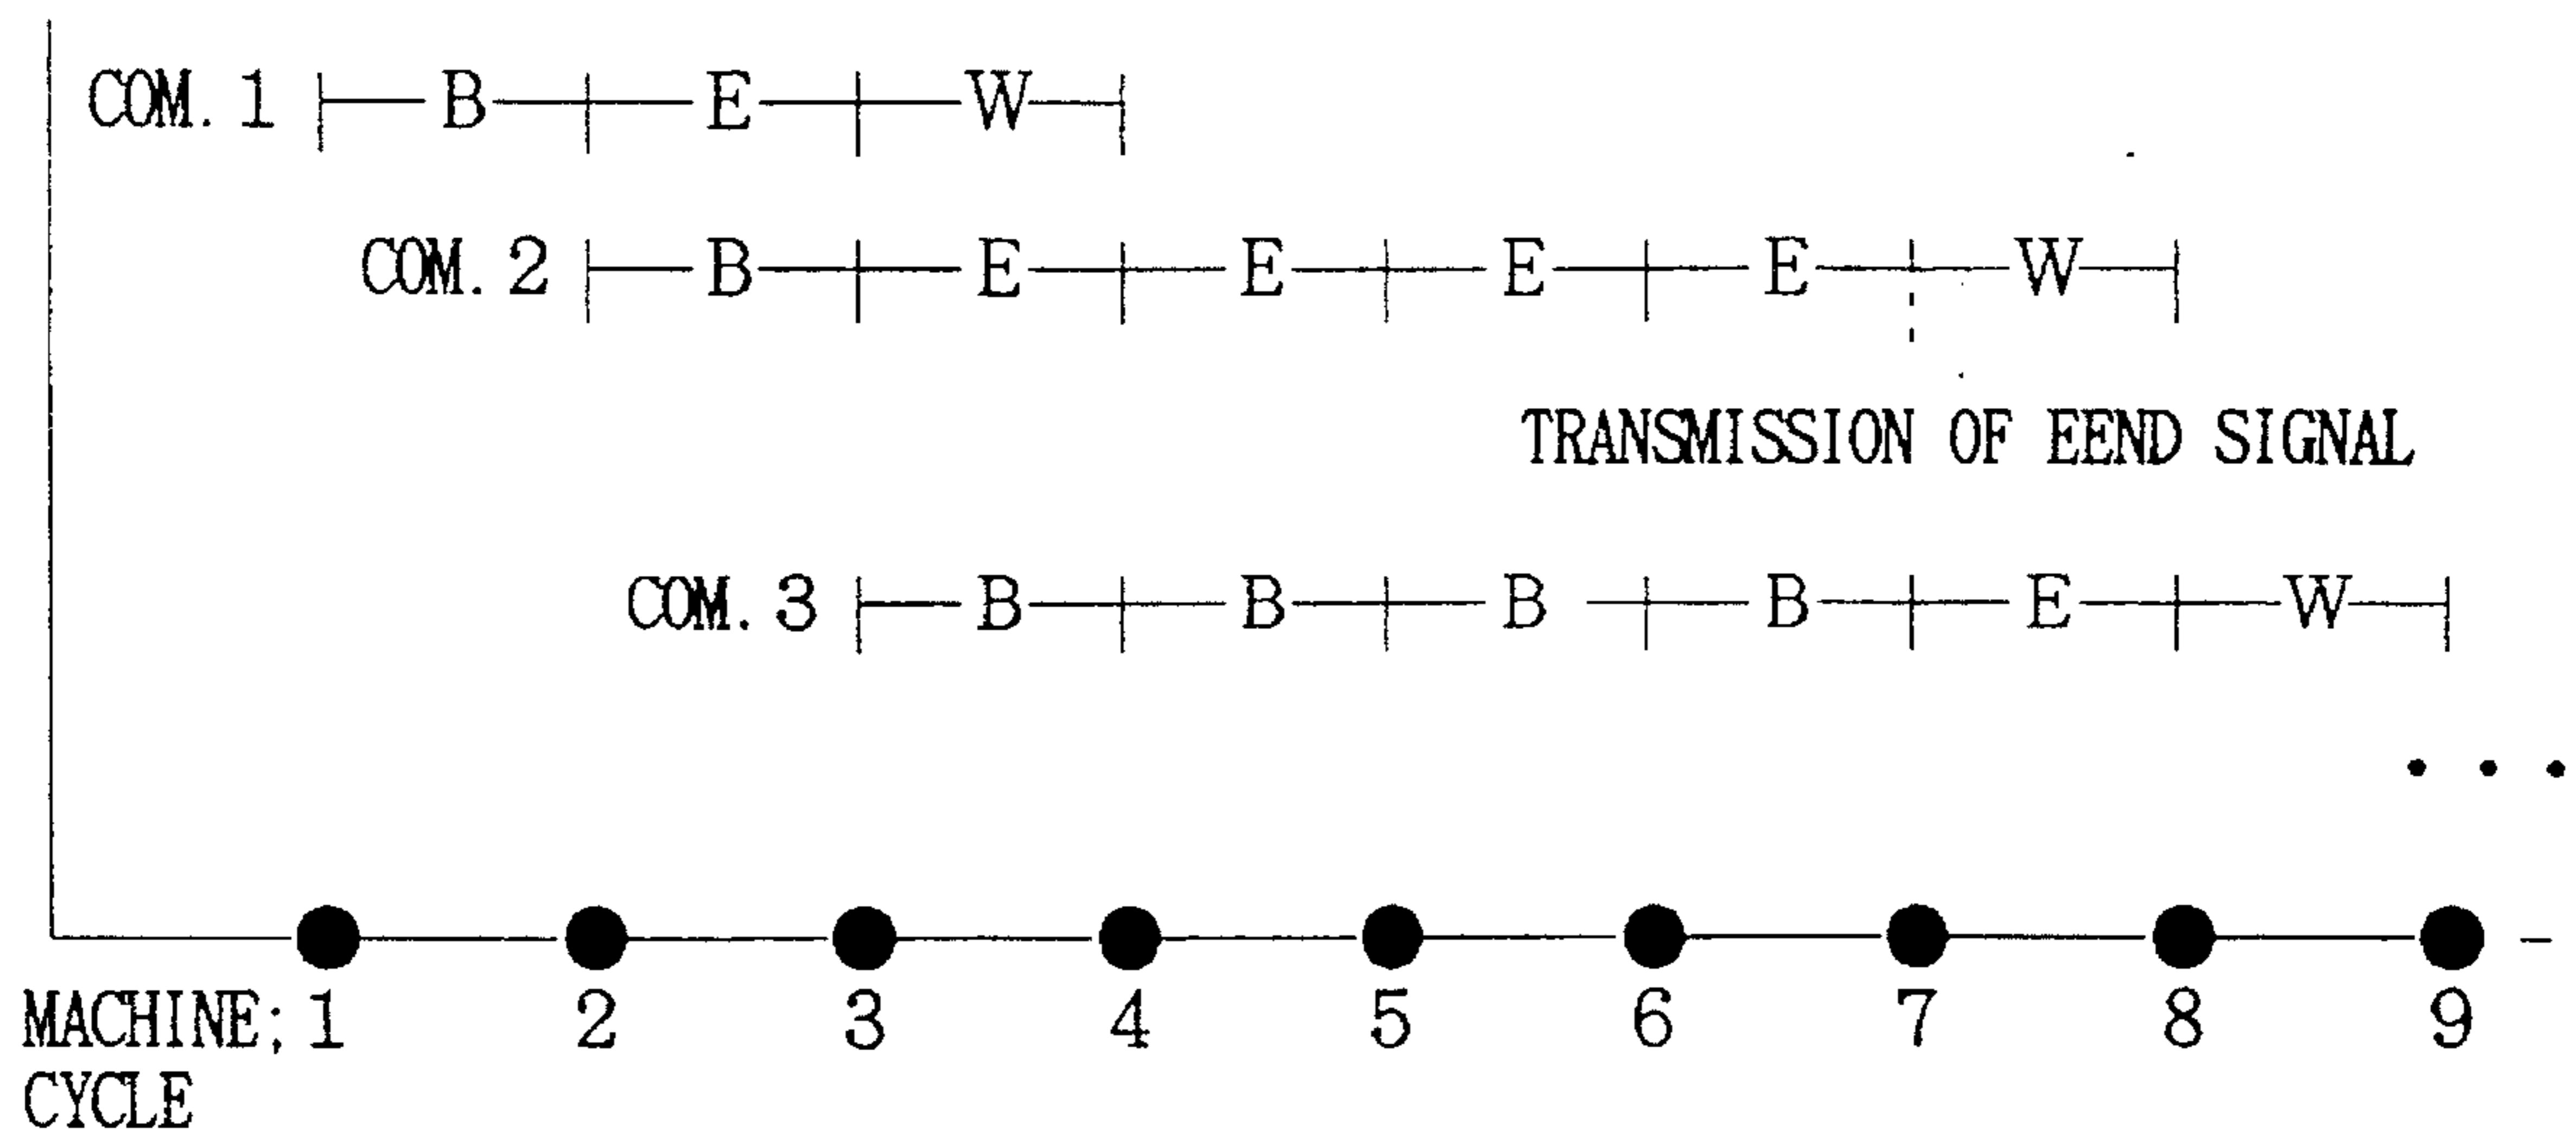 COM. 1 B E W
COM. 2 B E E E E W
TRANSMISSION OF EEND SIGNAL
COM. 3 B B B B E W
. . .
MACHINE; 1 2 3 4 5 6 7 8 9
CYCLE